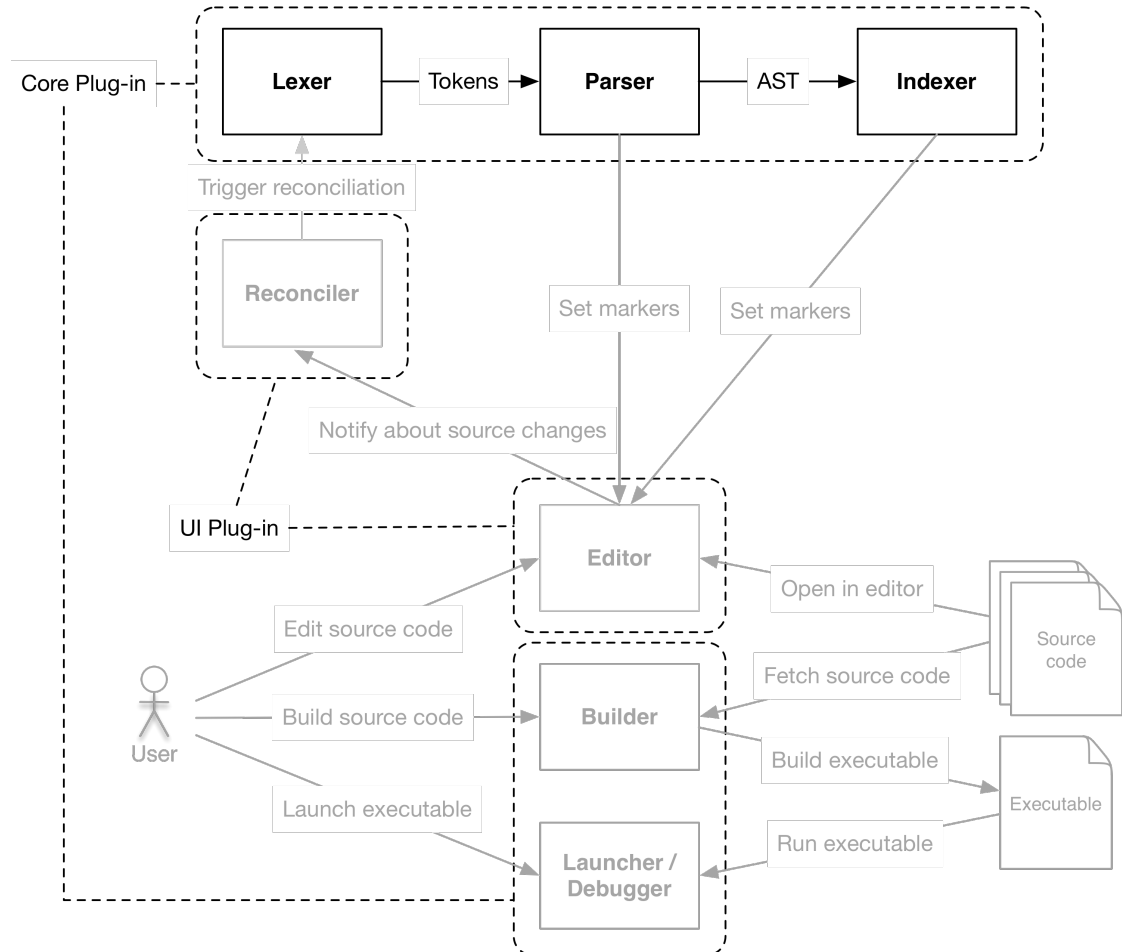 Core Plug-in
Lexer
Tokens
Parser
AST
Indexer
Trigger reconciliation
Reconciler
Set markers
Set markers
Notify about source changes
UI Plug-in
Editor
Open in editor
Edit source code
Source
code
Fetch source code
Build source code
Builder
User
Build executable
Launch executable
Executable
Run executable
Launcher /
Debugger